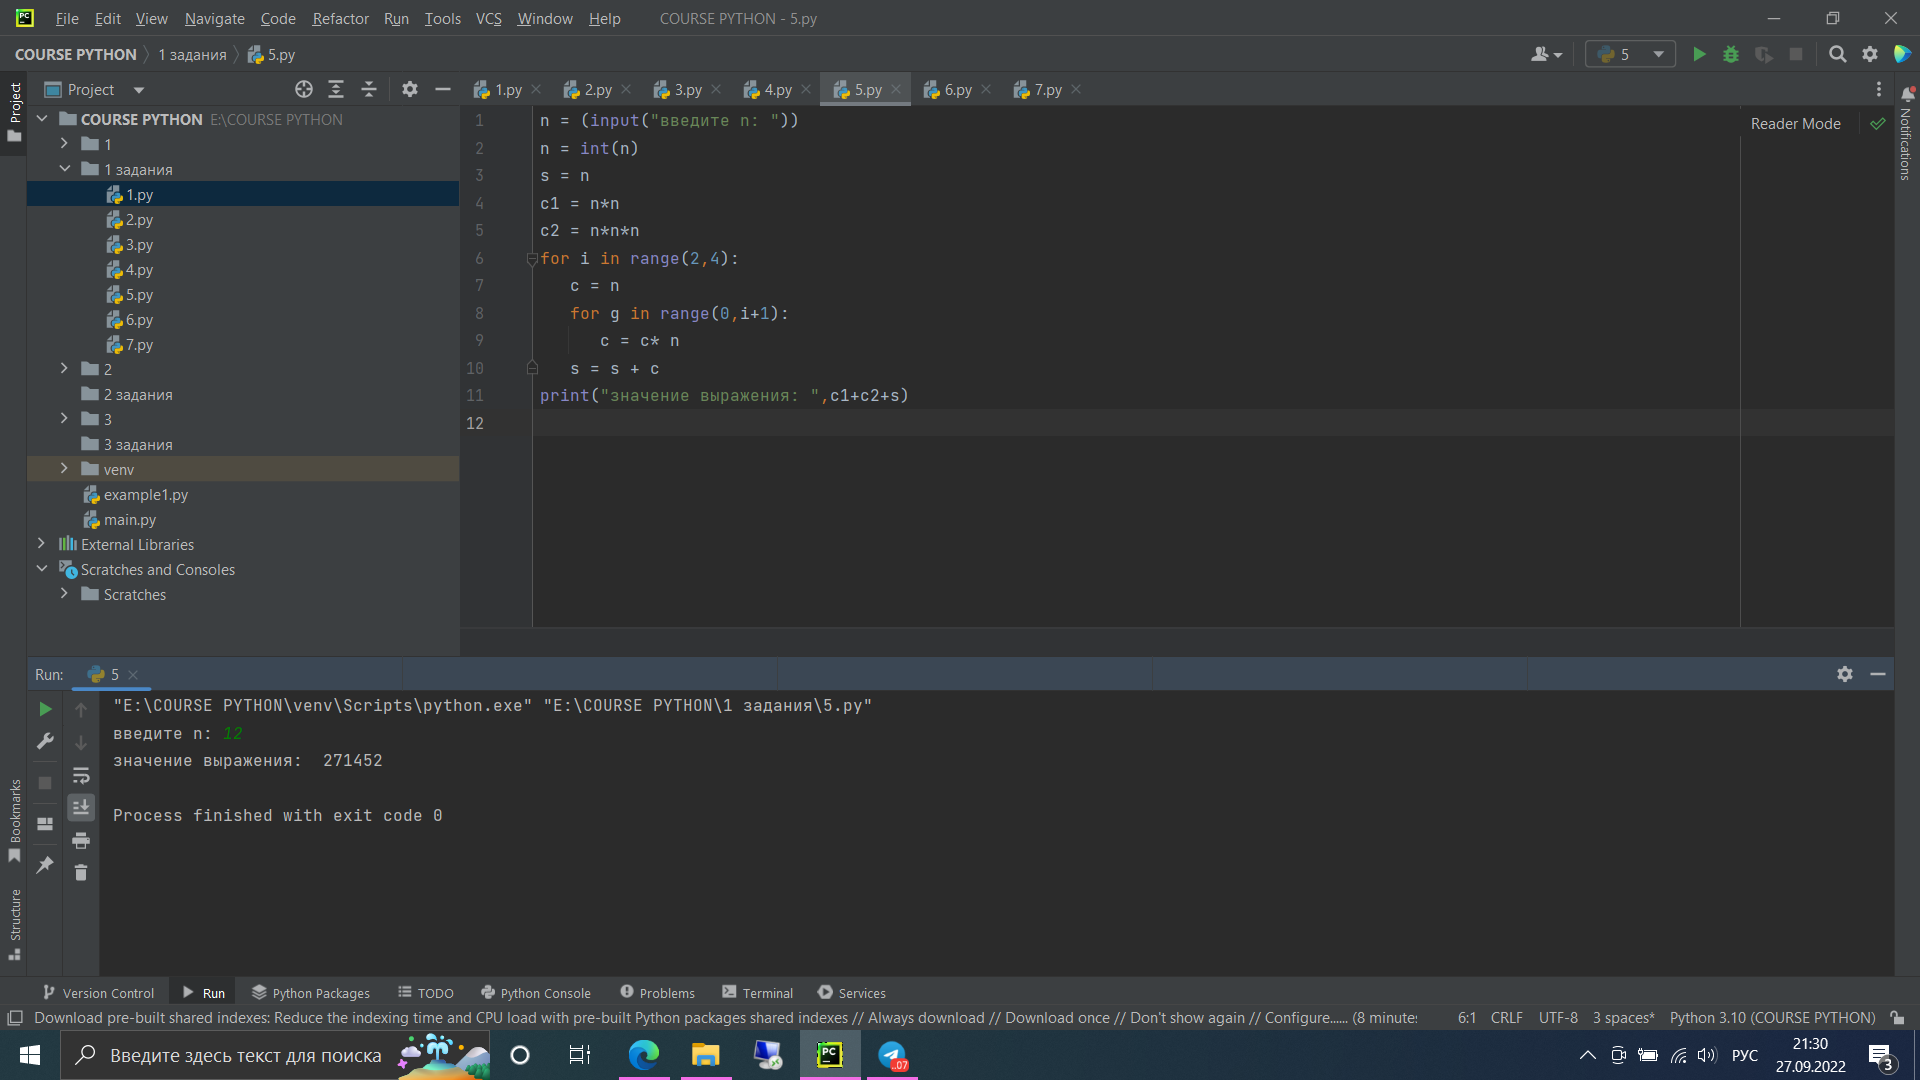 File Edit View Navigate Code Refactor Run Tools VCS Window Help COURSE PYTHON - 5.py
COURSE PYTHON 1 задания 5.py
5
Project
1.py 2.py 3.py 4.py 5.py 6.py 7.py
Project
Notifications
COURSE PYTHON E:\COURSE PYTHON
1
1 задания
1.py
2.py
3.py
4.py
5.py
6.py
7.py
2
2 задания
3
3 задания
venv
example1.py
main.py
External Libraries
Scratches and Consoles
Scratches
Reader Mode
1 n = (input("введите n: "))
2 n = int(n)
3 s = n
4 c1 = n*n
5 c2 = n*n*n
6 for i in range(2,4):
7 c = n
8 for g in range(0,i+1):
9 c = c* n
10 s = s + c
11 print("значение выражения: ",c1+c2+s)
12
Run: 5
"E:\COURSE PYTHON\venv\Scripts\python.exe" "E:\COURSE PYTHON\1 задания\5.py"
введите n: 12
значение выражения:  271452
Process finished with exit code 0
Bookmarks
Structure
Version Control Run Python Packages TODO Python Console Problems Terminal Services
Download pre-built shared indexes: Reduce the indexing time and CPU load with pre-built Python packages shared indexes // Always download // Download once // Don't show again // Configure...... (8 minutes 6:1 CRLF UTF-8 3 spaces* Python 3.10 (COURSE PYTHON)
Введите здесь текст для поиска
PC
..07
РУС
21:30
27.09.2022
3